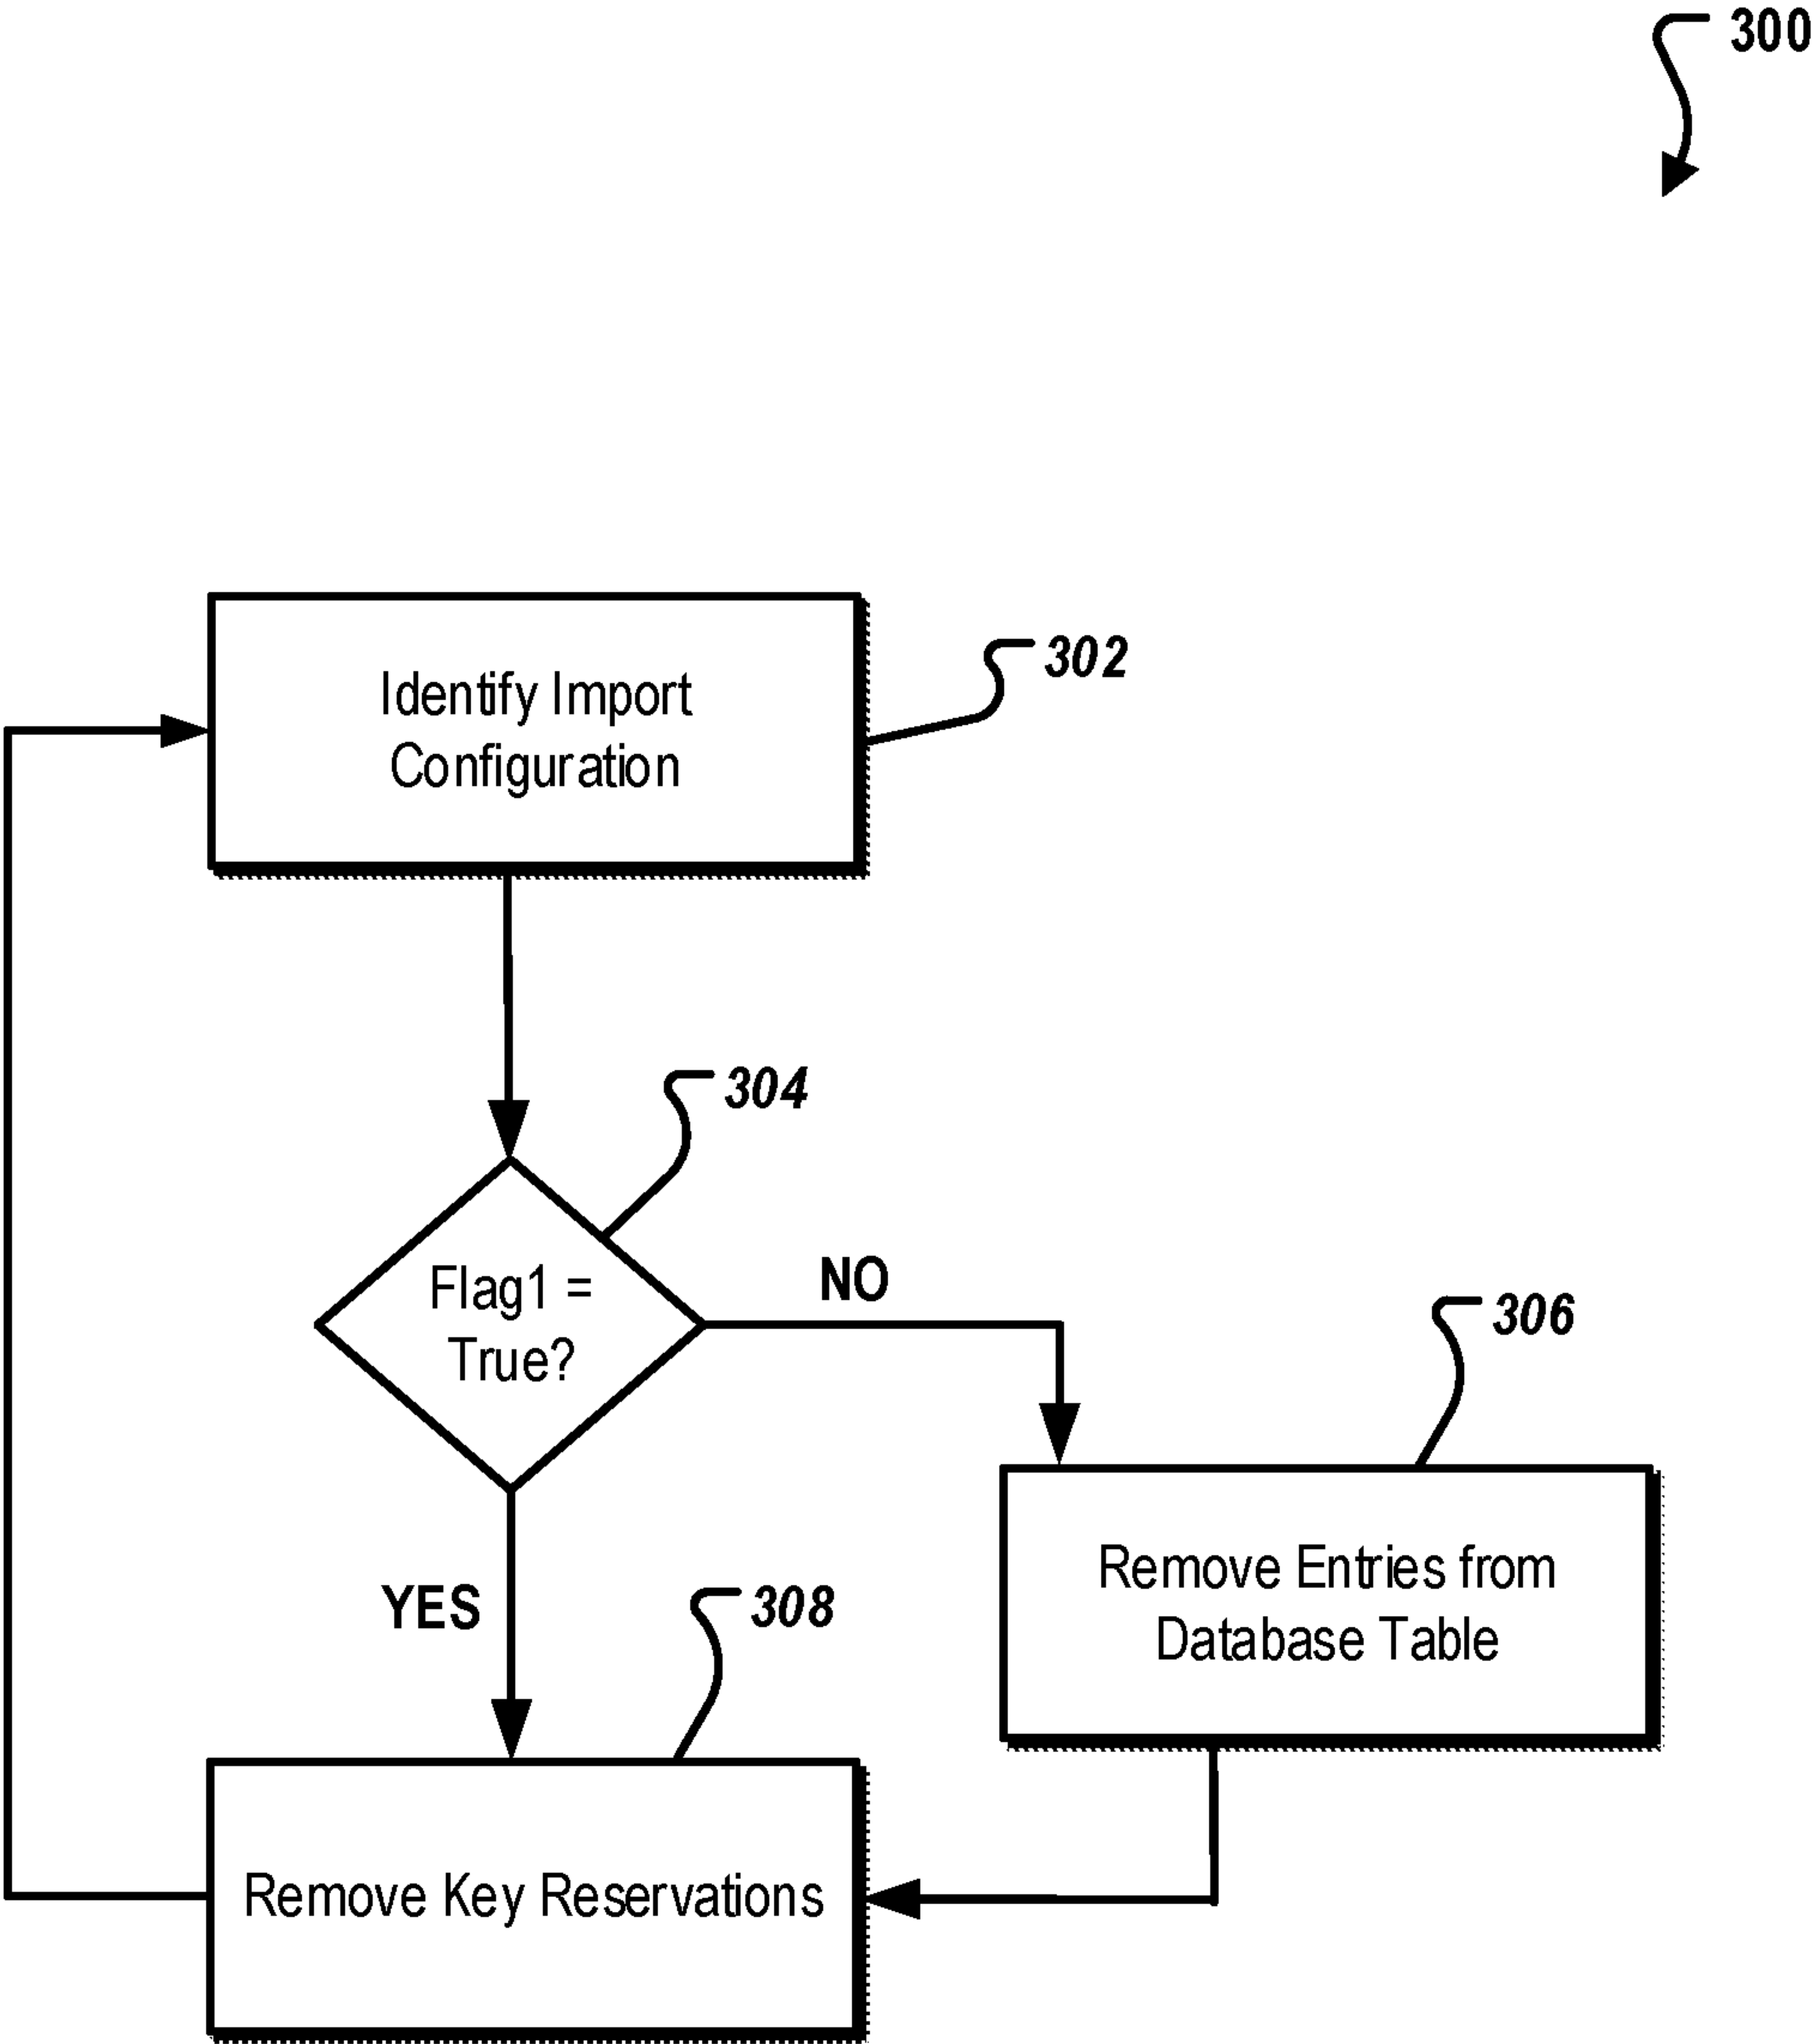 300
Identify Import
Configuration
302
304
Flag1 =
True?
NO
306
Remove Entries from
Database Table
YES
308
Remove Key Reservations